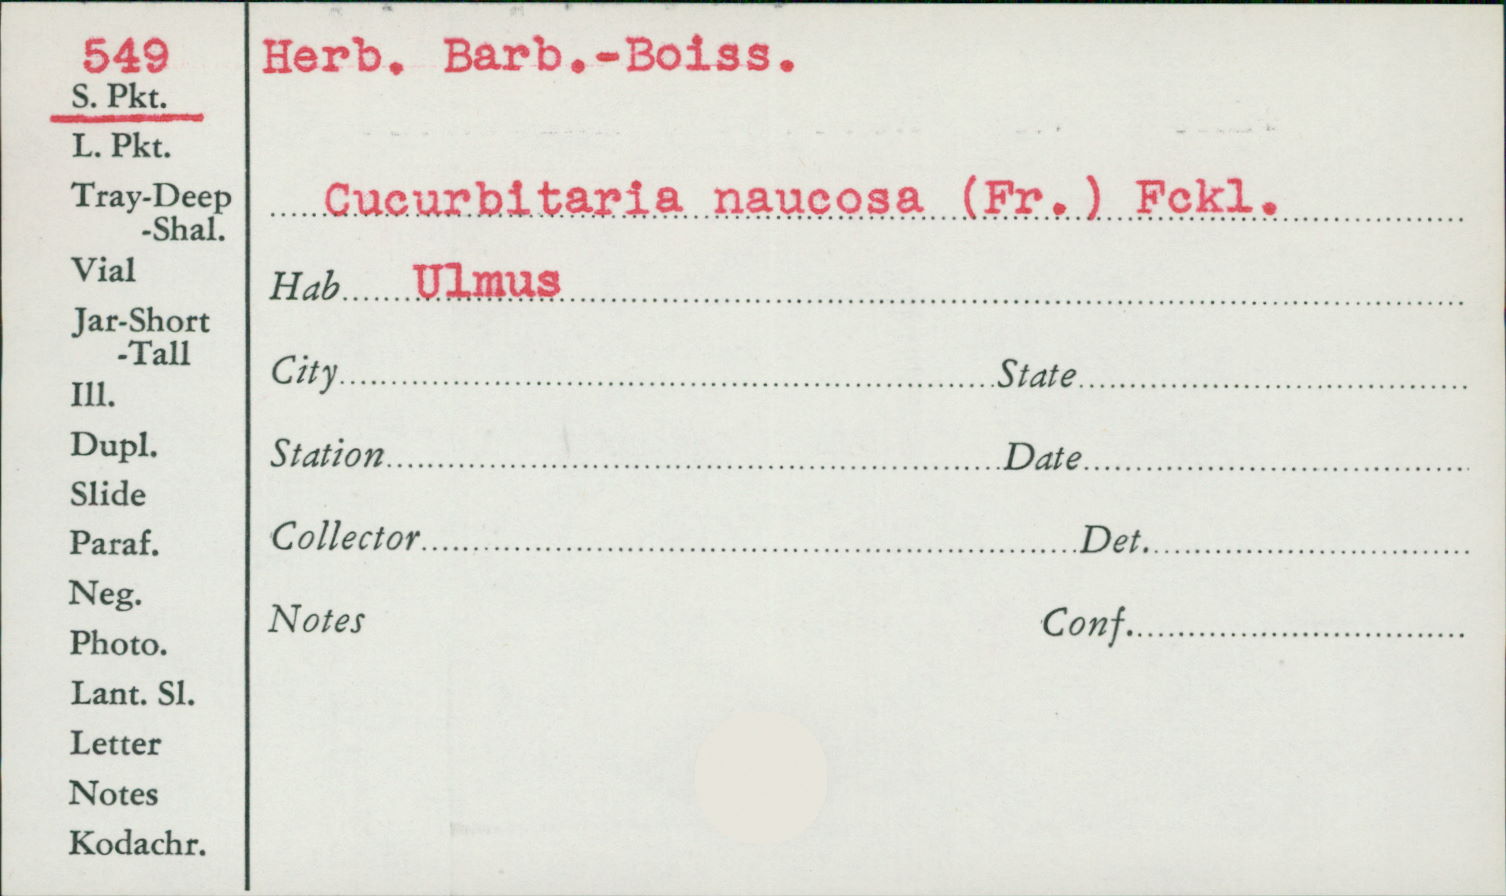 549
S. Pkt.
L. Pkt.
Tray-Deep
-Shal.
Vial
Jar-Short
-Tall
Ill.
Dupl.
Slide
Paraf.
Neg.
Photo.
Lant. Sl.
Letter
Notes
Kodachr.
Herb. Barb.-Boiss.
Cucurbitaria naucosa (Fr.) Fckl.
Hab. Ulmus
City State
Station Date
Collector Det.
Notes Conf.